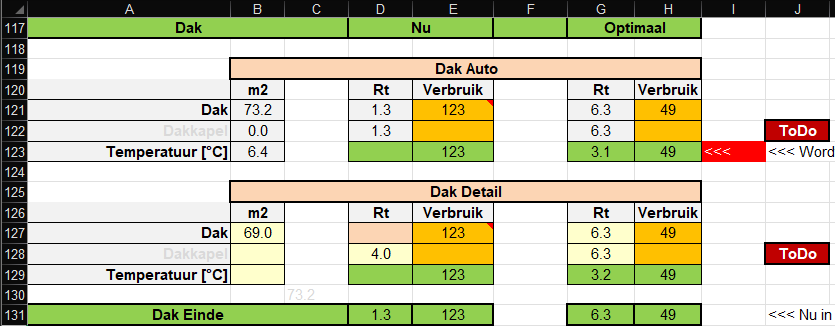 A B C D E F G H I J
117 Dak Nu Optimaal
118
119 Dak Auto
120 m2 Rt Verbruik Rt Verbruik
121 Dak 73.2 1.3 123 6.3 49
122 Dakkapel 0.0 1.3 6.3 ToDo
123 Temperatuur [°C] 6.4 123 3.1 49 <<< <<< Word
124
125 Dak Detail
126 m2 Rt Verbruik Rt Verbruik
127 Dak 69.0 123 6.3 49
128 Dakkapel 4.0 6.3 ToDo
129 Temperatuur [°C] 123 3.2 49
130 73.2
131 Dak Einde 1.3 123 6.3 49 <<< Nu in